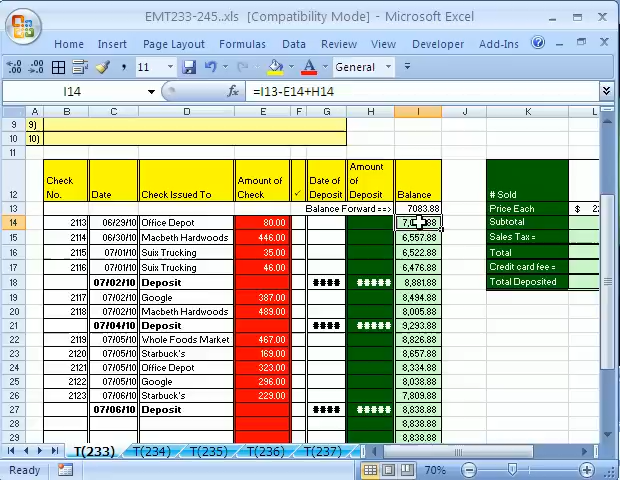 EMT233-245..xls [Compatibility Mode] - Microsoft Excel
Home Insert Formulas Data View Developer Add-Ins
11 General
I14 fx =I13-E14+H14
A B C D E F G H I J K L
9 9)
10 10)
11
12 Check No. Date Check Issued To Amount of Check ✓ Date of Deposit Amount of Deposit Balance # Sold
13 Balance Forward ==> 7083.88 Price Each $
14 2113 06/29/10 Office Depot 80.00 Subtotal
15 2114 06/30/10 Macbeth Hardwoods 446.00 6,557.88 Sales Tax =
16 2115 07/01/10 Suix Trucking 35.00 6,522.88 Total
17 2116 07/01/10 Suix Trucking 46.00 6,476.88 Credit card fee =
18 07/02/10 Deposit #### ##### 8,881.88 Total Deposited
19 2117 07/02/10 Google 387.00 8,494.88
20 2118 07/02/10 Macbeth Hardwoods 489.00 8,005.88
21 07/04/10 Deposit #### ##### 9,293.88
22 2119 07/05/10 Whole Foods Market 467.00 8,826.88
23 2120 07/05/10 Starbuck's 169.00 8,657.88
24 2121 07/05/10 Office Depot 323.00 8,334.88
25 2122 07/05/10 Google 296.00 8,038.88
26 2123 07/05/10 Starbuck's 229.00 7,809.88
27 07/06/10 Deposit #### ##### 8,838.88
28 8,838.88
29 8,838.88
T(233) T(234) T(235) T(236) T(237)
Ready 70%